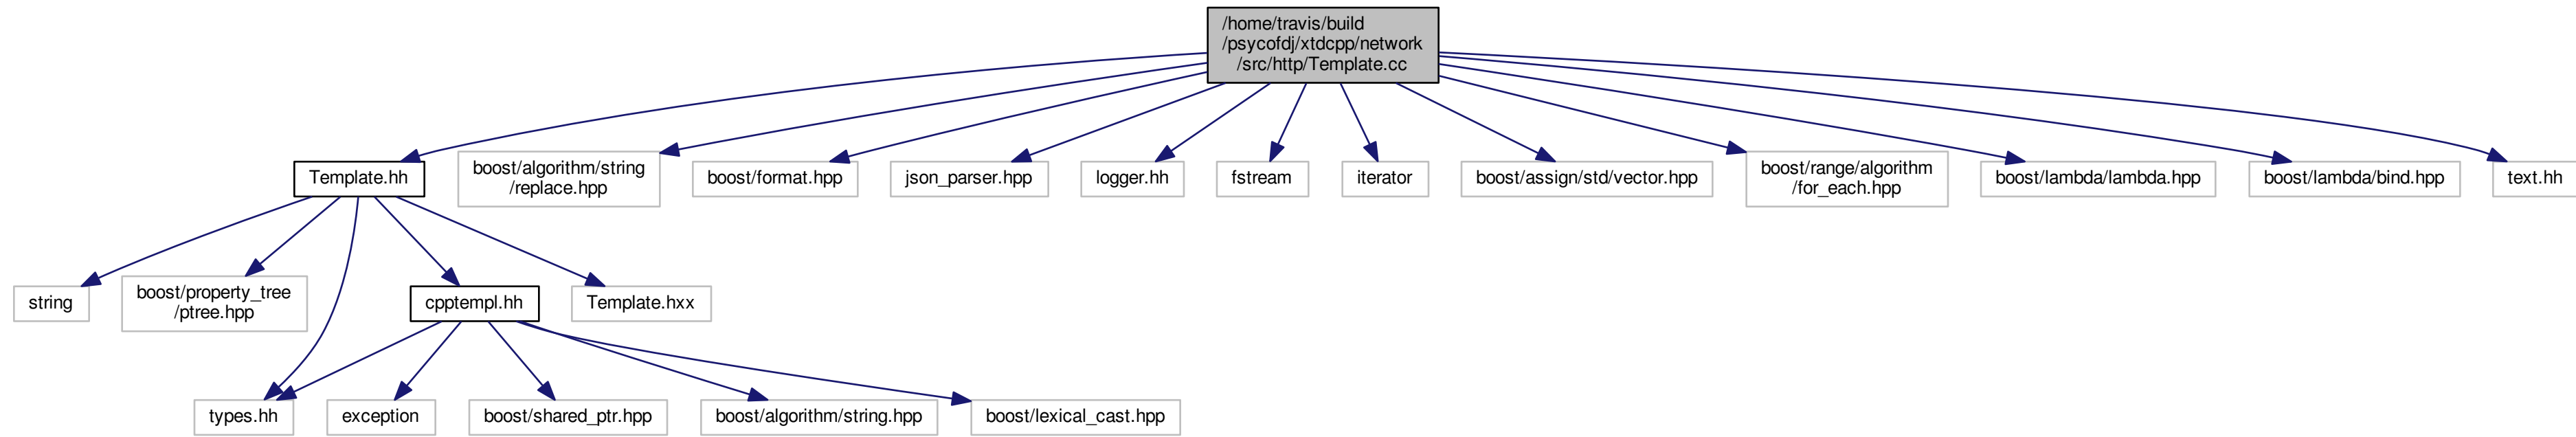 /home/travis/build
/psycofdj/xtdcpp/network
/src/http/Template.cc
Template.hh
boost/algorithm/string
/replace.hpp
boost/format.hpp
json_parser.hpp
logger.hh
fstream
iterator
boost/assign/std/vector.hpp
boost/range/algorithm
/for_each.hpp
boost/lambda/lambda.hpp
boost/lambda/bind.hpp
text.hh
string
boost/property_tree
/ptree.hpp
cpptempl.hh
Template.hxx
types.hh
exception
boost/shared_ptr.hpp
boost/algorithm/string.hpp
boost/lexical_cast.hpp